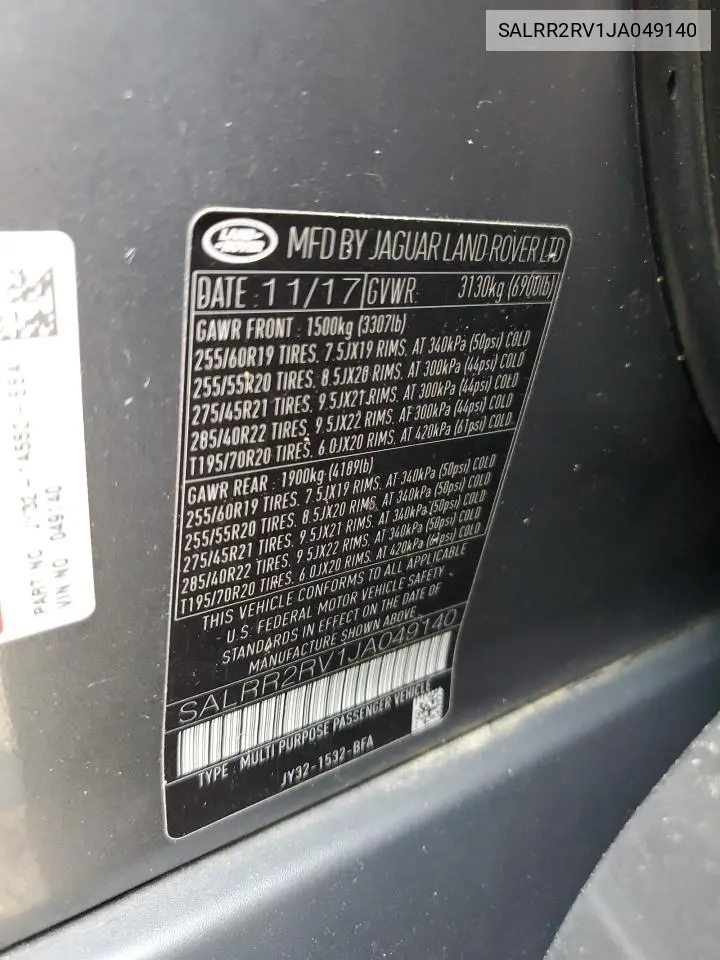 SALRR2RV1JA049140
LAND ROVER
MFD BY JAGUAR LAND-ROVER LTD
DATE: 11/17 GVWR: 3130kg (6900lb)
GAWR FRONT: 1500kg (3307lb)
255/60R19 TIRES, 7.5JX19 RIMS, AT 340kPa (50psi) COLD
255/55R20 TIRES, 8.5JX20 RIMS, AT 300kPa (44psi) COLD
275/45R21 TIRES, 9.5JX21 RIMS, AT 300kPa (44psi) COLD
285/40R22 TIRES, 9.5JX22 RIMS, AT 300kPa (44psi) COLD
T195/70R20 TIRES, 6.0JX20 RIMS, AT 420kPa (61psi) COLD
GAWR REAR: 1900kg (4189lb)
255/60R19 TIRES, 7.5JX19 RIMS, AT 340kPa (50psi) COLD
255/55R20 TIRES, 8.5JX20 RIMS, AT 340kPa (50psi) COLD
275/45R21 TIRES, 9.5JX21 RIMS, AT 340kPa (50psi) COLD
285/40R22 TIRES, 9.5JX22 RIMS, AT 340kPa (50psi) COLD
T195/70R20 TIRES, 6.0JX20 RIMS, AT 420kPa (61psi) COLD
THIS VEHICLE CONFORMS TO ALL APPLICABLE
U.S. FEDERAL MOTOR VEHICLE SAFETY
STANDARDS IN EFFECT ON THE DATE OF
MANUFACTURE SHOWN ABOVE
SALRR2RV1JA049140
TYPE: MULTI PURPOSE PASSENGER VEHICLE
JY32-1532-BFA
PART NO.
VIN NO. 049140